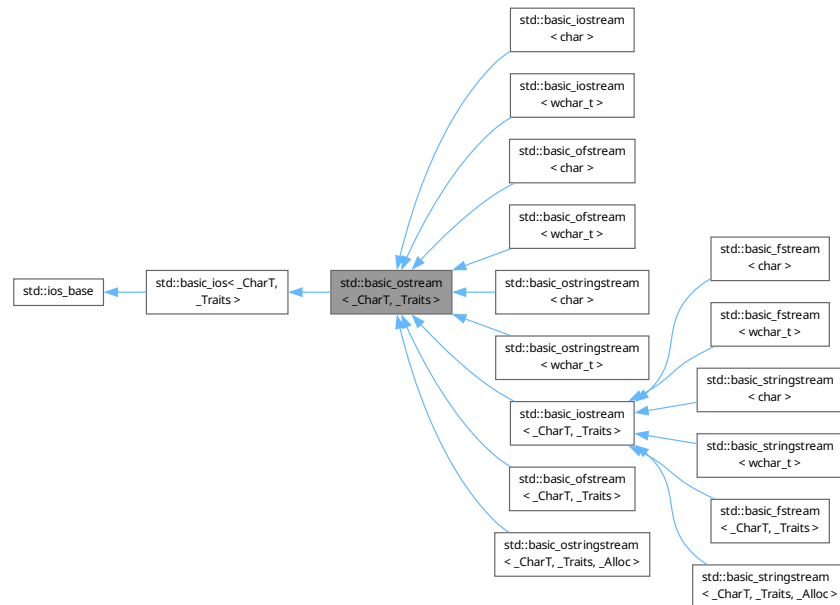 std::ios_base
std::basic_ios< _CharT,
_Traits >
std::basic_ostream
< _CharT, _Traits >
std::basic_iostream
< char >
std::basic_iostream
< wchar_t >
std::basic_ofstream
< char >
std::basic_ofstream
< wchar_t >
std::basic_ostringstream
< char >
std::basic_ostringstream
< wchar_t >
std::basic_iostream
< _CharT, _Traits >
std::basic_ofstream
< _CharT, _Traits >
std::basic_ostringstream
< _CharT, _Traits, _Alloc >
std::basic_fstream
< char >
std::basic_fstream
< wchar_t >
std::basic_stringstream
< char >
std::basic_stringstream
< wchar_t >
std::basic_fstream
< _CharT, _Traits >
std::basic_stringstream
< _CharT, _Traits, _Alloc >